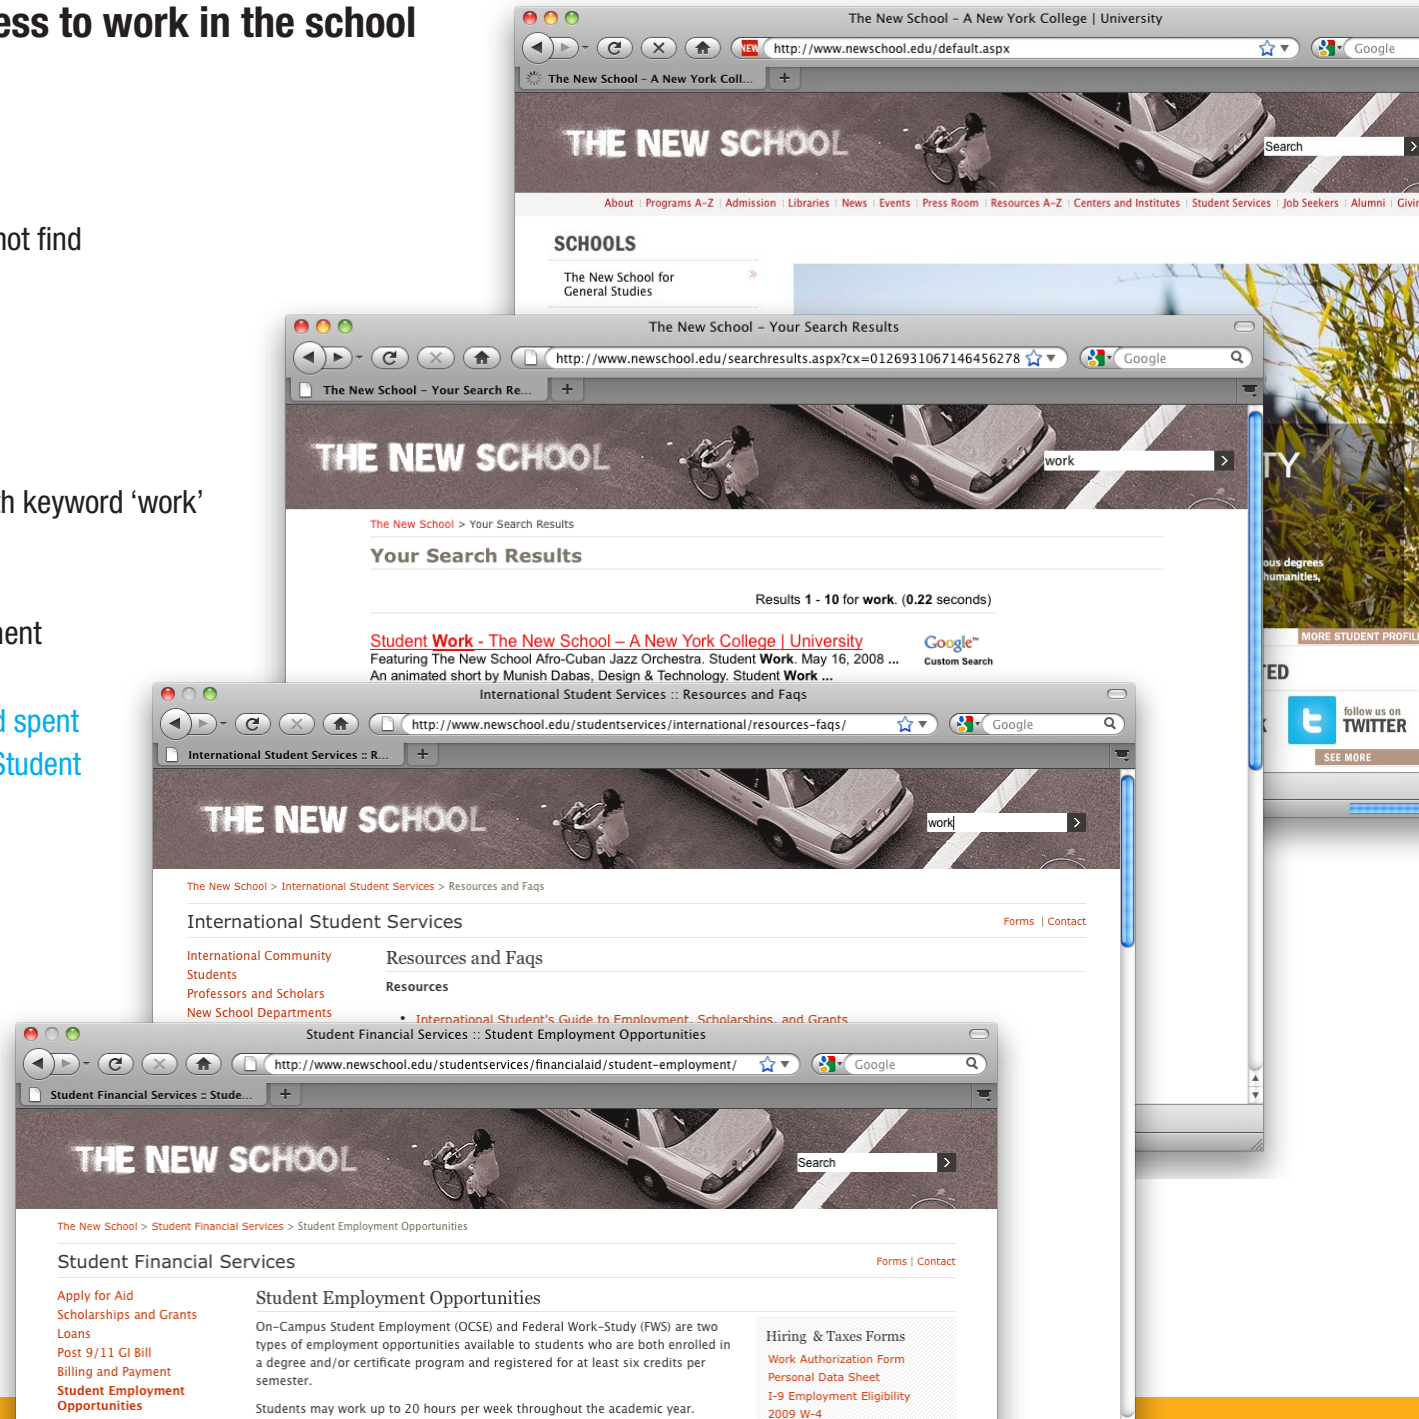 ess to work in the school
not find
th keyword ‘work’
ent
d spent
Student
The New School – A New York College | University
NEW http://www.newschool.edu/default.aspx
Google
The New School – A New York Coll...
THE NEW SCHOOL
Search
About Programs A-Z Admission Libraries News Events Press Room Resources A-Z Centers and Institutes Student Services Job Seekers Alumni Givin
SCHOOLS
The New School for
General Studies
TY
ous degrees
humanities,
MORE STUDENT PROFIL
TED
K
follow us on
TWITTER
SEE MORE
The New School – Your Search Results
http://www.newschool.edu/searchresults.aspx?cx=0126931067146456278
Google
The New School – Your Search Re...
THE NEW SCHOOL
work
The New School > Your Search Results
Your Search Results
Results 1 - 10 for work. (0.22 seconds)
Student Work - The New School – A New York College | University
Featuring The New School Afro-Cuban Jazz Orchestra. Student Work. May 16, 2008 ...
An animated short by Munish Dabas, Design & Technology. Student Work ...
Google™
Custom Search
International Student Services :: Resources and Faqs
http://www.newschool.edu/studentservices/international/resources-faqs/
Google
International Student Services :: R...
THE NEW SCHOOL
work
The New School > International Student Services > Resources and Faqs
International Student Services
Forms | Contact
International Community
Students
Professors and Scholars
New School Departments
Resources and Faqs
Resources
• International Student's Guide to Employment, Scholarships, and Grants
Student Financial Services :: Student Employment Opportunities
http://www.newschool.edu/studentservices/financialaid/student-employment/
Google
Student Financial Services :: Stude...
THE NEW SCHOOL
Search
The New School > Student Financial Services > Student Employment Opportunities
Student Financial Services
Forms | Contact
Apply for Aid
Scholarships and Grants
Loans
Post 9/11 GI Bill
Billing and Payment
Student Employment
Opportunities
Student Employment Opportunities
On-Campus Student Employment (OCSE) and Federal Work-Study (FWS) are two
types of employment opportunities available to students who are both enrolled in
a degree and/or certificate program and registered for at least six credits per
semester.
Students may work up to 20 hours per week throughout the academic year.
Hiring & Taxes Forms
Work Authorization Form
Personal Data Sheet
I-9 Employment Eligibility
2009 W-4